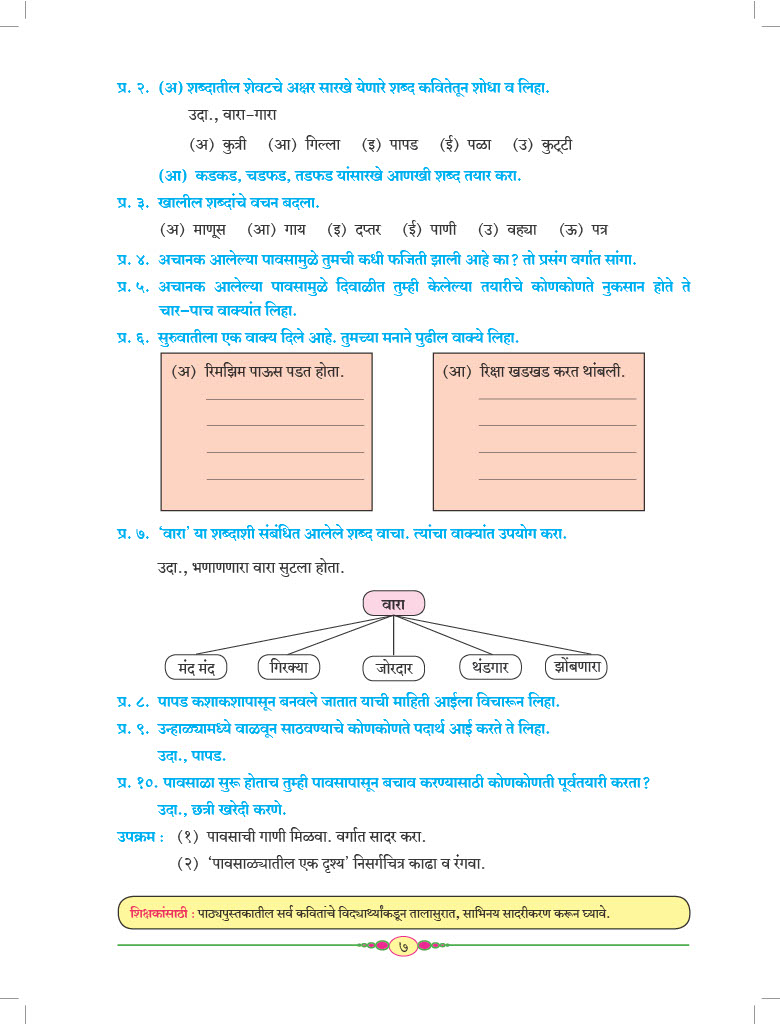 प्र. २. (अ) शब्दातील शेवटचे अक्षर सारखे येणारे शब्द कवितेतून शोधा व लिहा.
उदा., वारा-गारा
(अ) कुत्री (आ) गिल्ला (इ) पापड (ई) पळा (उ) कुट्टी
(आ) कडकड, चडफड, तडफड यांसारखे आणखी शब्द तयार करा.
प्र. ३. खालील शब्दांचे वचन बदला.
(अ) माणूस (आ) गाय (इ) दप्तर (ई) पाणी (उ) वह्या (ऊ) पत्र
प्र. ४. अचानक आलेल्या पावसामुळे तुमची कधी फजिती झाली आहे का? तो प्रसंग वर्गात सांगा.
प्र. ५. अचानक आलेल्या पावसामुळे दिवाळीत तुम्ही केलेल्या तयारीचे कोणकोणते नुकसान होते ते
चार-पाच वाक्यांत लिहा.
प्र. ६. सुरुवातीला एक वाक्य दिले आहे. तुमच्या मनाने पुढील वाक्ये लिहा.
(अ) रिमझिम पाऊस पडत होता.
(आ) रिक्षा खडखड करत थांबली.
प्र. ७. ‘वारा’ या शब्दाशी संबंधित आलेले शब्द वाचा. त्यांचा वाक्यांत उपयोग करा.
उदा., भणाणणारा वारा सुटला होता.
वारा
मंद मंद गिरक्या जोरदार थंडगार झोंबणारा
प्र. ८. पापड कशाकशापासून बनवले जातात याची माहिती आईला विचारून लिहा.
प्र. ९. उन्हाळ्यामध्ये वाळवून साठवण्याचे कोणकोणते पदार्थ आई करते ते लिहा.
उदा., पापड.
प्र. १०. पावसाळा सुरू होताच तुम्ही पावसापासून बचाव करण्यासाठी कोणकोणती पूर्वतयारी करता?
उदा., छत्री खरेदी करणे.
उपक्रम : (१) पावसाची गाणी मिळवा. वर्गात सादर करा.
(२) ‘पावसाळ्यातील एक दृश्य’ निसर्गचित्र काढा व रंगवा.
शिक्षकांसाठी : पाठ्यपुस्तकातील सर्व कवितांचे विद्यार्थ्यांकडून तालासुरात, साभिनय सादरीकरण करून घ्यावे.
७